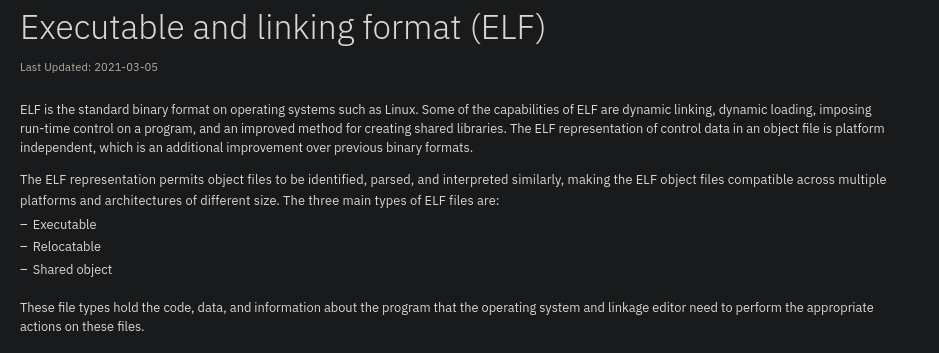 Executable and linking format (ELF)
Last Updated: 2021-03-05
ELF is the standard binary format on operating systems such as Linux. Some of the capabilities of ELF are dynamic linking, dynamic loading, imposing
run-time control on a program, and an improved method for creating shared libraries. The ELF representation of control data in an object file is platform
independent, which is an additional improvement over previous binary formats.
The ELF representation permits object files to be identified, parsed, and interpreted similarly, making the ELF object files compatible across multiple
platforms and architectures of different size. The three main types of ELF files are:
– Executable
– Relocatable
– Shared object
These file types hold the code, data, and information about the program that the operating system and linkage editor need to perform the appropriate
actions on these files.